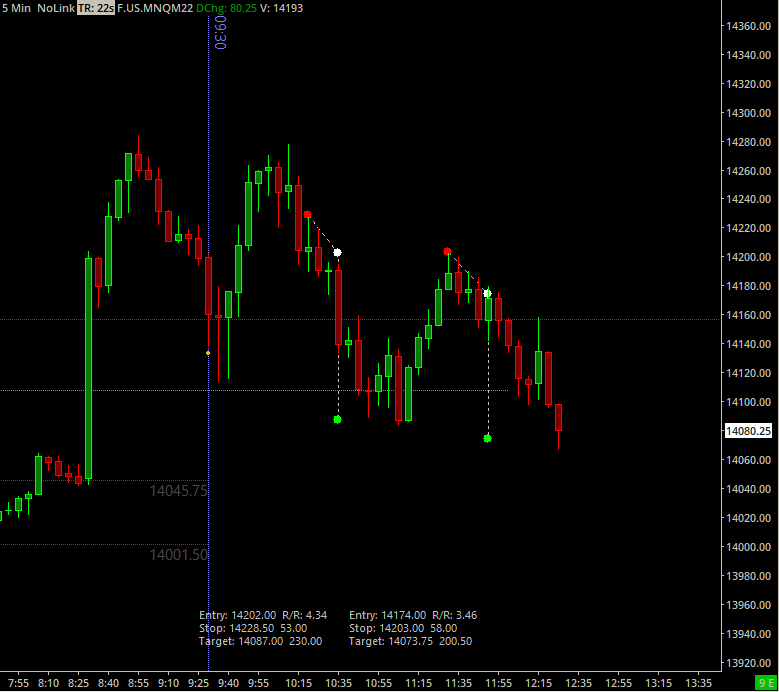 5 Min NoLink TR: 22s F.US.MNQM22 DChg: 80.25 V: 14193
09:30
14360.00
14340.00
14320.00
14300.00
14280.00
14260.00
14240.00
14220.00
14200.00
14180.00
14160.00
14140.00
14120.00
14100.00
14080.25
14060.00
14040.00
14020.00
14000.00
13980.00
13960.00
13940.00
13920.00
14045.75
14001.50
Entry: 14202.00 R/R: 4.34
Stop: 14228.50 53.00
Target: 14087.00 230.00
Entry: 14174.00 R/R: 3.46
Stop: 14203.00 58.00
Target: 14073.75 200.50
7:55 8:10 8:25 8:40 8:55 9:10 9:25 9:40 9:55 10:15 10:35 10:55 11:15 11:35 11:55 12:15 12:35 12:55 13:15 13:35
9 E